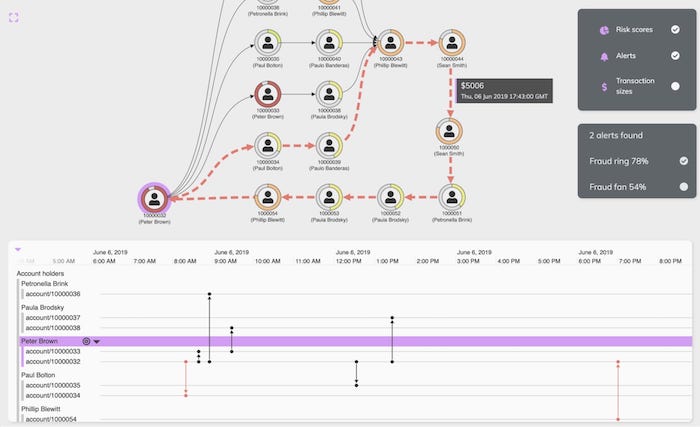 10000036
(Petronella Brink)
10000041
(Phillip Blewitt)
10000035
(Paul Bolton)
10000040
(Paulo Banderas)
10000043
(Phillip Blewitt)
10000044
(Sean Smith)
$5006
Thu, 06 Jun 2019 17:43:00 GMT
10000033
(Peter Brown)
10000038
(Paula Brodsky)
10000050
(Sean Smith)
10000034
(Paul Bolton)
10000039
(Paulo Banderas)
10000032
(Peter Brown)
10000054
(Phillip Blewitt)
10000053
(Paula Brodsky)
10000052
(Paula Brodsky)
10000051
(Petronella Brink)
Risk scores
Alerts
$ Transaction
sizes
2 alerts found
Fraud ring 78%
Fraud fan 54%
June 6, 2019 June 6, 2019 June 6, 2019 June 6, 2019 June 6, 2019
5:00 AM 6:00 AM 7:00 AM 8:00 AM 9:00 AM 10:00 AM 11:00 AM 12:00 PM 1:00 PM 2:00 PM 3:00 PM 4:00 PM 5:00 PM 6:00 PM 7:00 PM 8:00 PM
Account holders
Petronella Brink
account/10000036
Paula Brodsky
account/10000037
account/10000038
Peter Brown
account/10000033
account/10000032
Paul Bolton
account/10000035
account/10000034
Phillip Blewitt
account/10000054